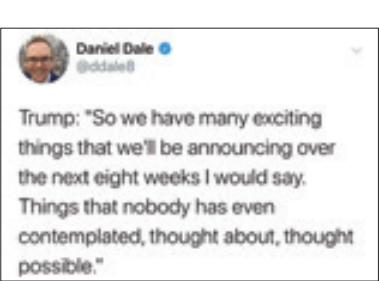 Daniel Dale
@ddale8
Trump: "So we have many exciting
things that we'll be announcing over
the next eight weeks I would say.
Things that nobody has even
contemplated, thought about, thought
possible."